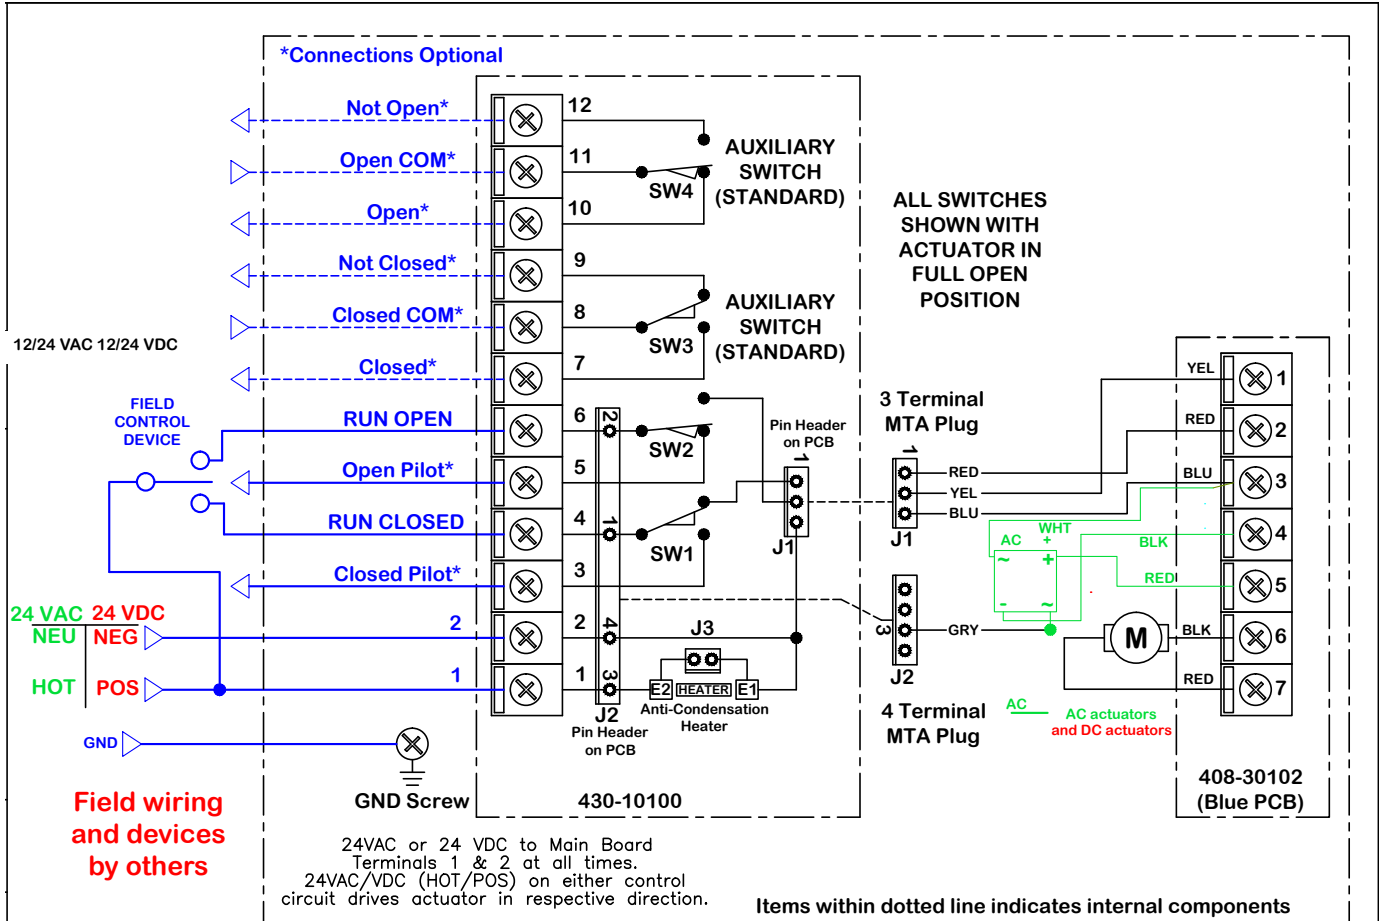 *Connections Optional
Not Open*
12
Open COM*
11
SW4
AUXILIARY
SWITCH
(STANDARD)
Open*
10
Not Closed*
9
Closed COM*
8
SW3
AUXILIARY
SWITCH
(STANDARD)
Closed*
7
ALL SWITCHES
SHOWN WITH
ACTUATOR IN
FULL OPEN
POSITION
12/24 VAC 12/24 VDC
FIELD
CONTROL
DEVICE
RUN OPEN
6
2
SW2
Open Pilot*
5
RUN CLOSED
4
1
SW1
Closed Pilot*
3
24 VAC 24 VDC
NEU NEG
2
2
4
HOT POS
1
1
3
J3
E2 HEATER E1
Anti-Condensation
Heater
J2
Pin Header
on PCB
Pin Header
on PCB
1
J1
3 Terminal
MTA Plug
1
RED
YEL
BLU
J1
3
GRY
J2
4 Terminal
MTA Plug
YEL
1
RED
2
BLU
3
WHT
AC +
~ +
- ~
BLK
4
RED
5
M
BLK
6
RED
7
AC
AC actuators
and DC actuators
408-30102
(Blue PCB)
GND
GND Screw
430-10100
Field wiring
and devices
by others
24VAC or 24 VDC to Main Board
Terminals 1 & 2 at all times.
24VAC/VDC (HOT/POS) on either control
circuit drives actuator in respective direction.
Items within dotted line indicates internal components